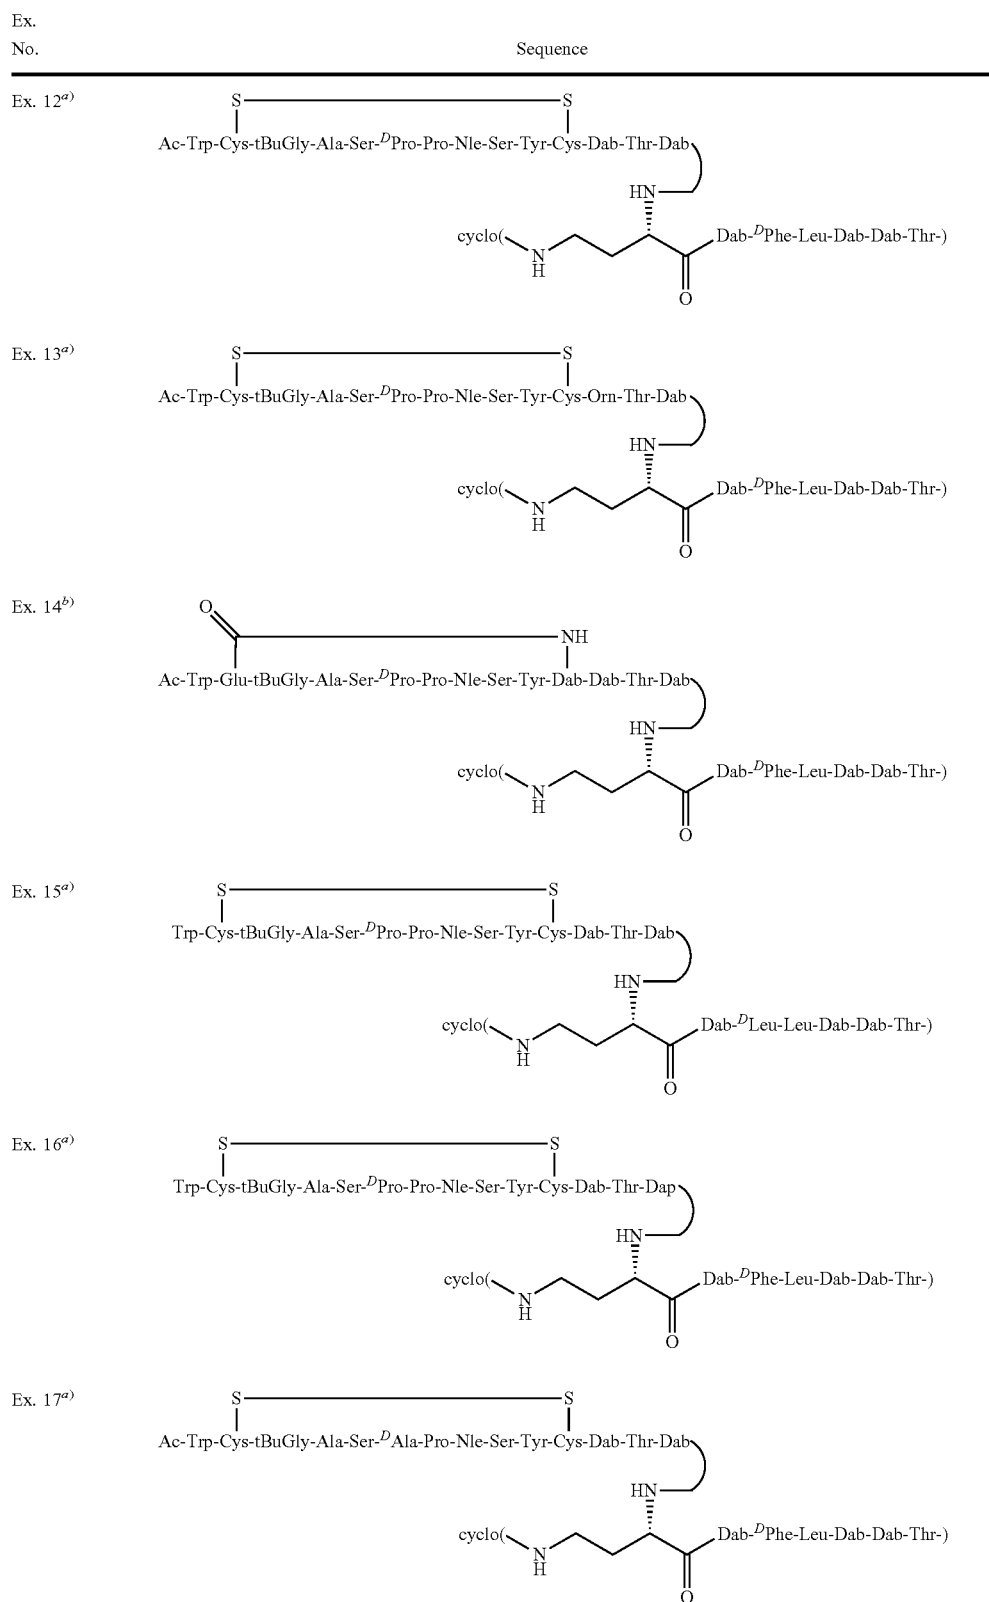 Ex.
No. Sequence
Ex. 12a)
S S
Ac-Trp-Cys-tBuGly-Ala-Ser-DPro-Pro-Nle-Ser-Tyr-Cys-Dab-Thr-Dab
HN
cyclo( N H O Dab-DPhe-Leu-Dab-Dab-Thr-)
Ex. 13a)
S S
Ac-Trp-Cys-tBuGly-Ala-Ser-DPro-Pro-Nle-Ser-Tyr-Cys-Orn-Thr-Dab
HN
cyclo( N H O Dab-DPhe-Leu-Dab-Dab-Thr-)
Ex. 14b)
O NH
Ac-Trp-Glu-tBuGly-Ala-Ser-DPro-Pro-Nle-Ser-Tyr-Dab-Dab-Thr-Dab
HN
cyclo( N H O Dab-DPhe-Leu-Dab-Dab-Thr-)
Ex. 15a)
S S
Trp-Cys-tBuGly-Ala-Ser-DPro-Pro-Nle-Ser-Tyr-Cys-Dab-Thr-Dab
HN
cyclo( N H O Dab-DLeu-Leu-Dab-Dab-Thr-)
Ex. 16a)
S S
Trp-Cys-tBuGly-Ala-Ser-DPro-Pro-Nle-Ser-Tyr-Cys-Dab-Thr-Dap
HN
cyclo( N H O Dab-DPhe-Leu-Dab-Dab-Thr-)
Ex. 17a)
S S
Ac-Trp-Cys-tBuGly-Ala-Ser-DAla-Pro-Nle-Ser-Tyr-Cys-Dab-Thr-Dab
HN
cyclo( N H O Dab-DPhe-Leu-Dab-Dab-Thr-)